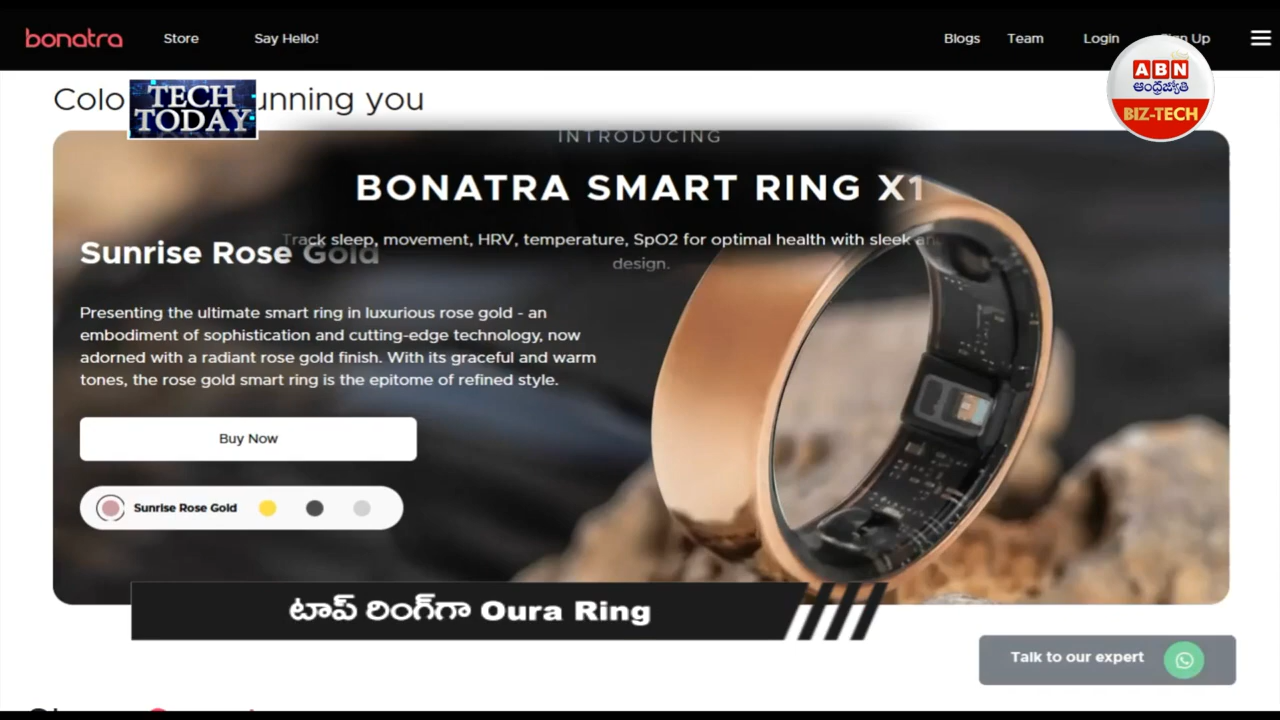 bonatra
Store
Say Hello!
Blogs
Team
Login
Sign Up
ABN
ఆంధ్రజ్యోతి
BIZ-TECH
TECH
TODAY
you
INTRODUCING
BONATRA SMART RING X1
Track sleep, movement, HRV, temperature, SpO2 for optimal health with sleek
design.
Sunrise Rose Gold
Presenting the ultimate smart ring in luxurious rose gold - an
embodiment of sophistication and cutting-edge technology, now
adorned with a radiant rose gold finish. With its graceful and warm
tones, the rose gold smart ring is the epitome of refined style.
Buy Now
Sunrise Rose Gold
టాప్ రింగ్‌గా Oura Ring
Talk to our expert